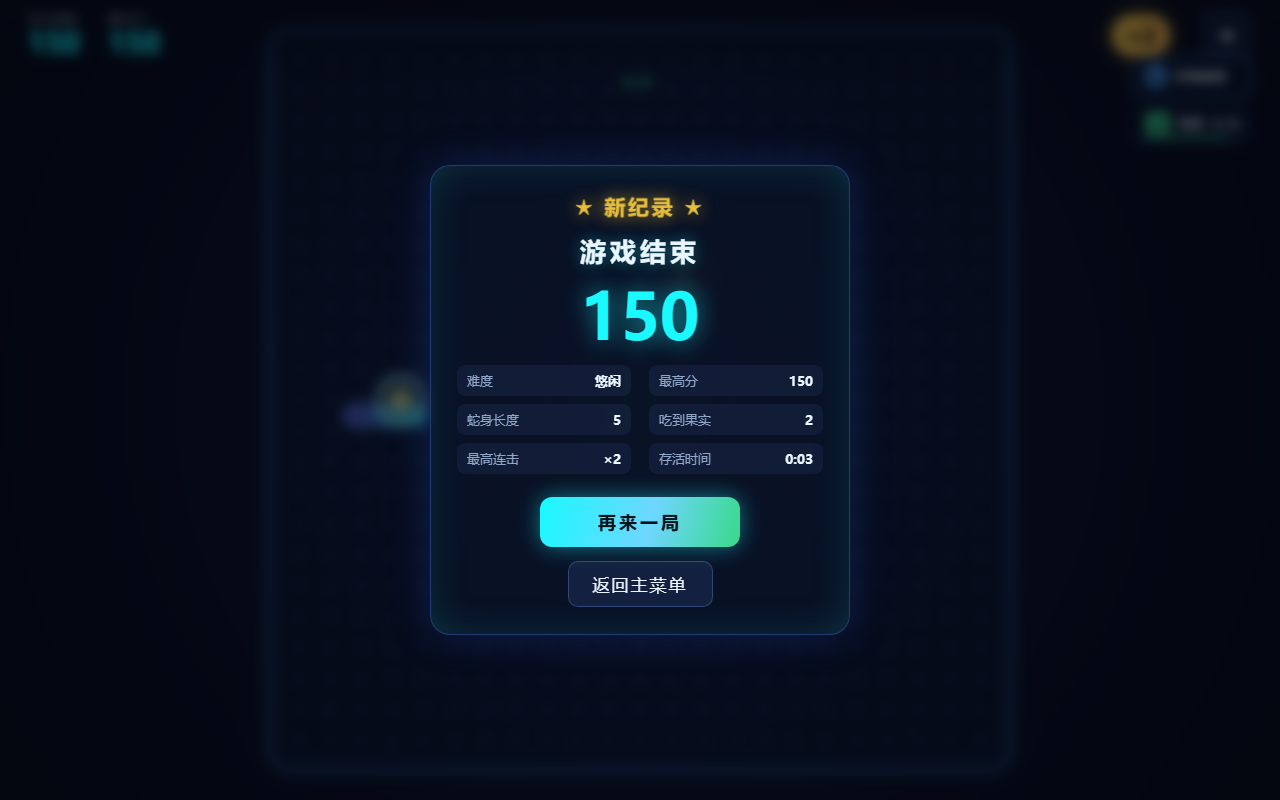 150 150
★ 新纪录 ★
游戏结束
150
难度 悠闲 最高分 150
蛇身长度 5 吃到果实 2
最高连击 ×2 存活时间 0:03
再来一局
返回主菜单